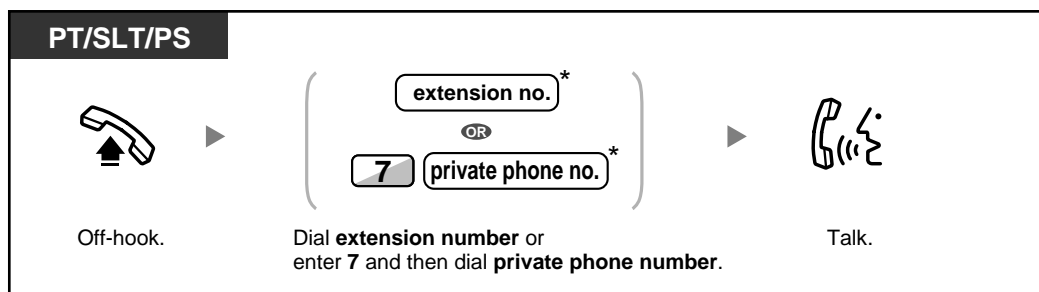 PT/SLT/PS
extension no.*
OR
7 private phone no.*
Off-hook.
Dial extension number or
enter 7 and then dial private phone number.
Talk.